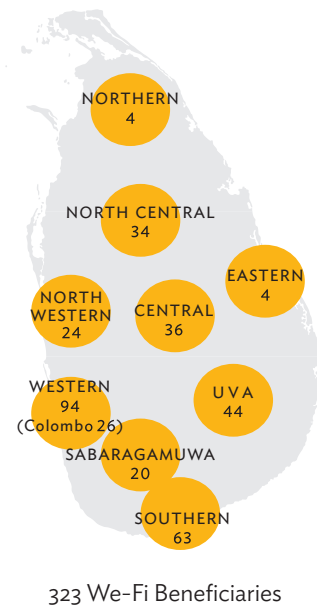 NORTHERN
4
NORTH CENTRAL
34
EASTERN
4
NORTH
WESTERN
24
CENTRAL
36
WESTERN
94
(Colombo 26)
UVA
44
SABARAGAMUWA
20
SOUTHERN
63
323 We-Fi Beneficiaries